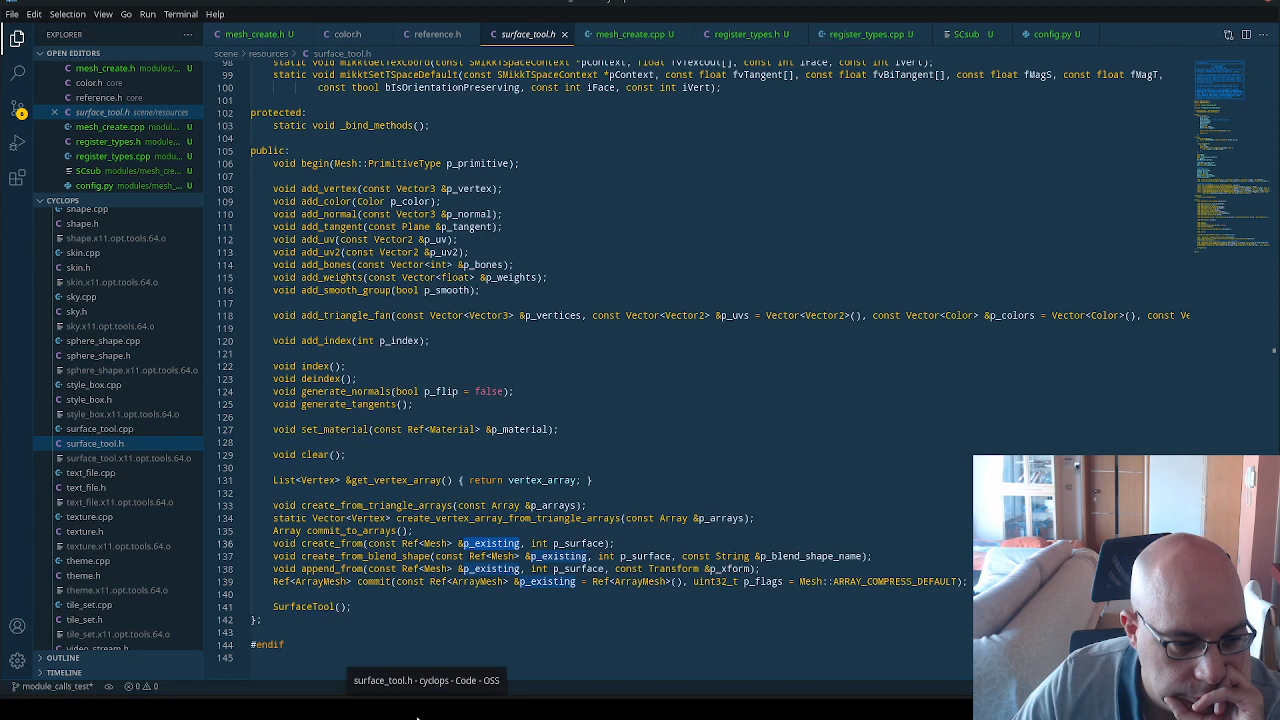 File Edit Selection View Go Run Terminal Help
EXPLORER ···
mesh_create.h U
color.h
reference.h
surface_tool.h ×
mesh_create.cpp U
register_types.h U
register_types.cpp U
SCsub U
config.py U
OPEN EDITORS
mesh_create.h modules/... U
color.h
reference.h
× surface_tool.h scene/resources
mesh_create.cpp modul... U
register_types.h modul... U
register_types.cpp mo... U
SCsub modules/mesh_cre... U
config.py modules/mesh_... U
CYCLOPS
shape.cpp
shape.h
shape.x11.opt.tools.64.o
skin.cpp
skin.h
skin.x11.opt.tools.64.o
sky.cpp
sky.h
sky.x11.opt.tools.64.o
sphere_shape.cpp
sphere_shape.h
sphere_shape.x11.opt.tools.64.o
style_box.cpp
style_box.h
style_box.x11.opt.tools.64.o
surface_tool.cpp
surface_tool.h
surface_tool.x11.opt.tools.64.o
text_file.cpp
text_file.h
text_file.x11.opt.tools.64.o
texture.cpp
texture.h
texture.x11.opt.tools.64.o
theme.cpp
theme.h
theme.x11.opt.tools.64.o
tile_set.cpp
tile_set.h
tile_set.x11.opt.tools.64.o
video_stream.h
OUTLINE
TIMELINE
6
scene > resources > surface_tool.h
98 static void mikktGetTexCoord(const SMikkTSpaceContext *pContext, float fvTexcOut[], const int iFace, const int iVert);
99 static void mikktSetTSpaceDefault(const SMikkTSpaceContext *pContext, const float fvTangent[], const float fvBiTangent[], const float fMagS, const float fMagT,
100 const tbool bIsOrientationPreserving, const int iFace, const int iVert);
101
102 protected:
103 static void _bind_methods();
104
105 public:
106 void begin(Mesh::PrimitiveType p_primitive);
107
108 void add_vertex(const Vector3 &p_vertex);
109 void add_color(Color p_color);
110 void add_normal(const Vector3 &p_normal);
111 void add_tangent(const Plane &p_tangent);
112 void add_uv(const Vector2 &p_uv);
113 void add_uv2(const Vector2 &p_uv2);
114 void add_bones(const Vector<int> &p_bones);
115 void add_weights(const Vector<float> &p_weights);
116 void add_smooth_group(bool p_smooth);
117
118 void add_triangle_fan(const Vector<Vector3> &p_vertices, const Vector<Vector2> &p_uvs = Vector<Vector2>(), const Vector<Color> &p_colors = Vector<Color>(), const Ve
119
120 void add_index(int p_index);
121
122 void index();
123 void deindex();
124 void generate_normals(bool p_flip = false);
125 void generate_tangents();
126
127 void set_material(const Ref<Material> &p_material);
128
129 void clear();
130
131 List<Vertex> &get_vertex_array() { return vertex_array; }
132
133 void create_from_triangle_arrays(const Array &p_arrays);
134 static Vector<Vertex> create_vertex_array_from_triangle_arrays(const Array &p_arrays);
135 Array commit_to_arrays();
136 void create_from(const Ref<Mesh> &p_existing, int p_surface);
137 void create_from_blend_shape(const Ref<Mesh> &p_existing, int p_surface, const String &p_blend_shape_name);
138 void append_from(const Ref<Mesh> &p_existing, int p_surface, const Transform &p_xform);
139 Ref<ArrayMesh> commit(const Ref<ArrayMesh> &p_existing = Ref<ArrayMesh>(), uint32_t p_flags = Mesh::ARRAY_COMPRESS_DEFAULT);
140
141 SurfaceTool();
142 };
143
144 #endif
145
surface_tool.h - cyclops - Code - OSS
module_calls_test* 0 0